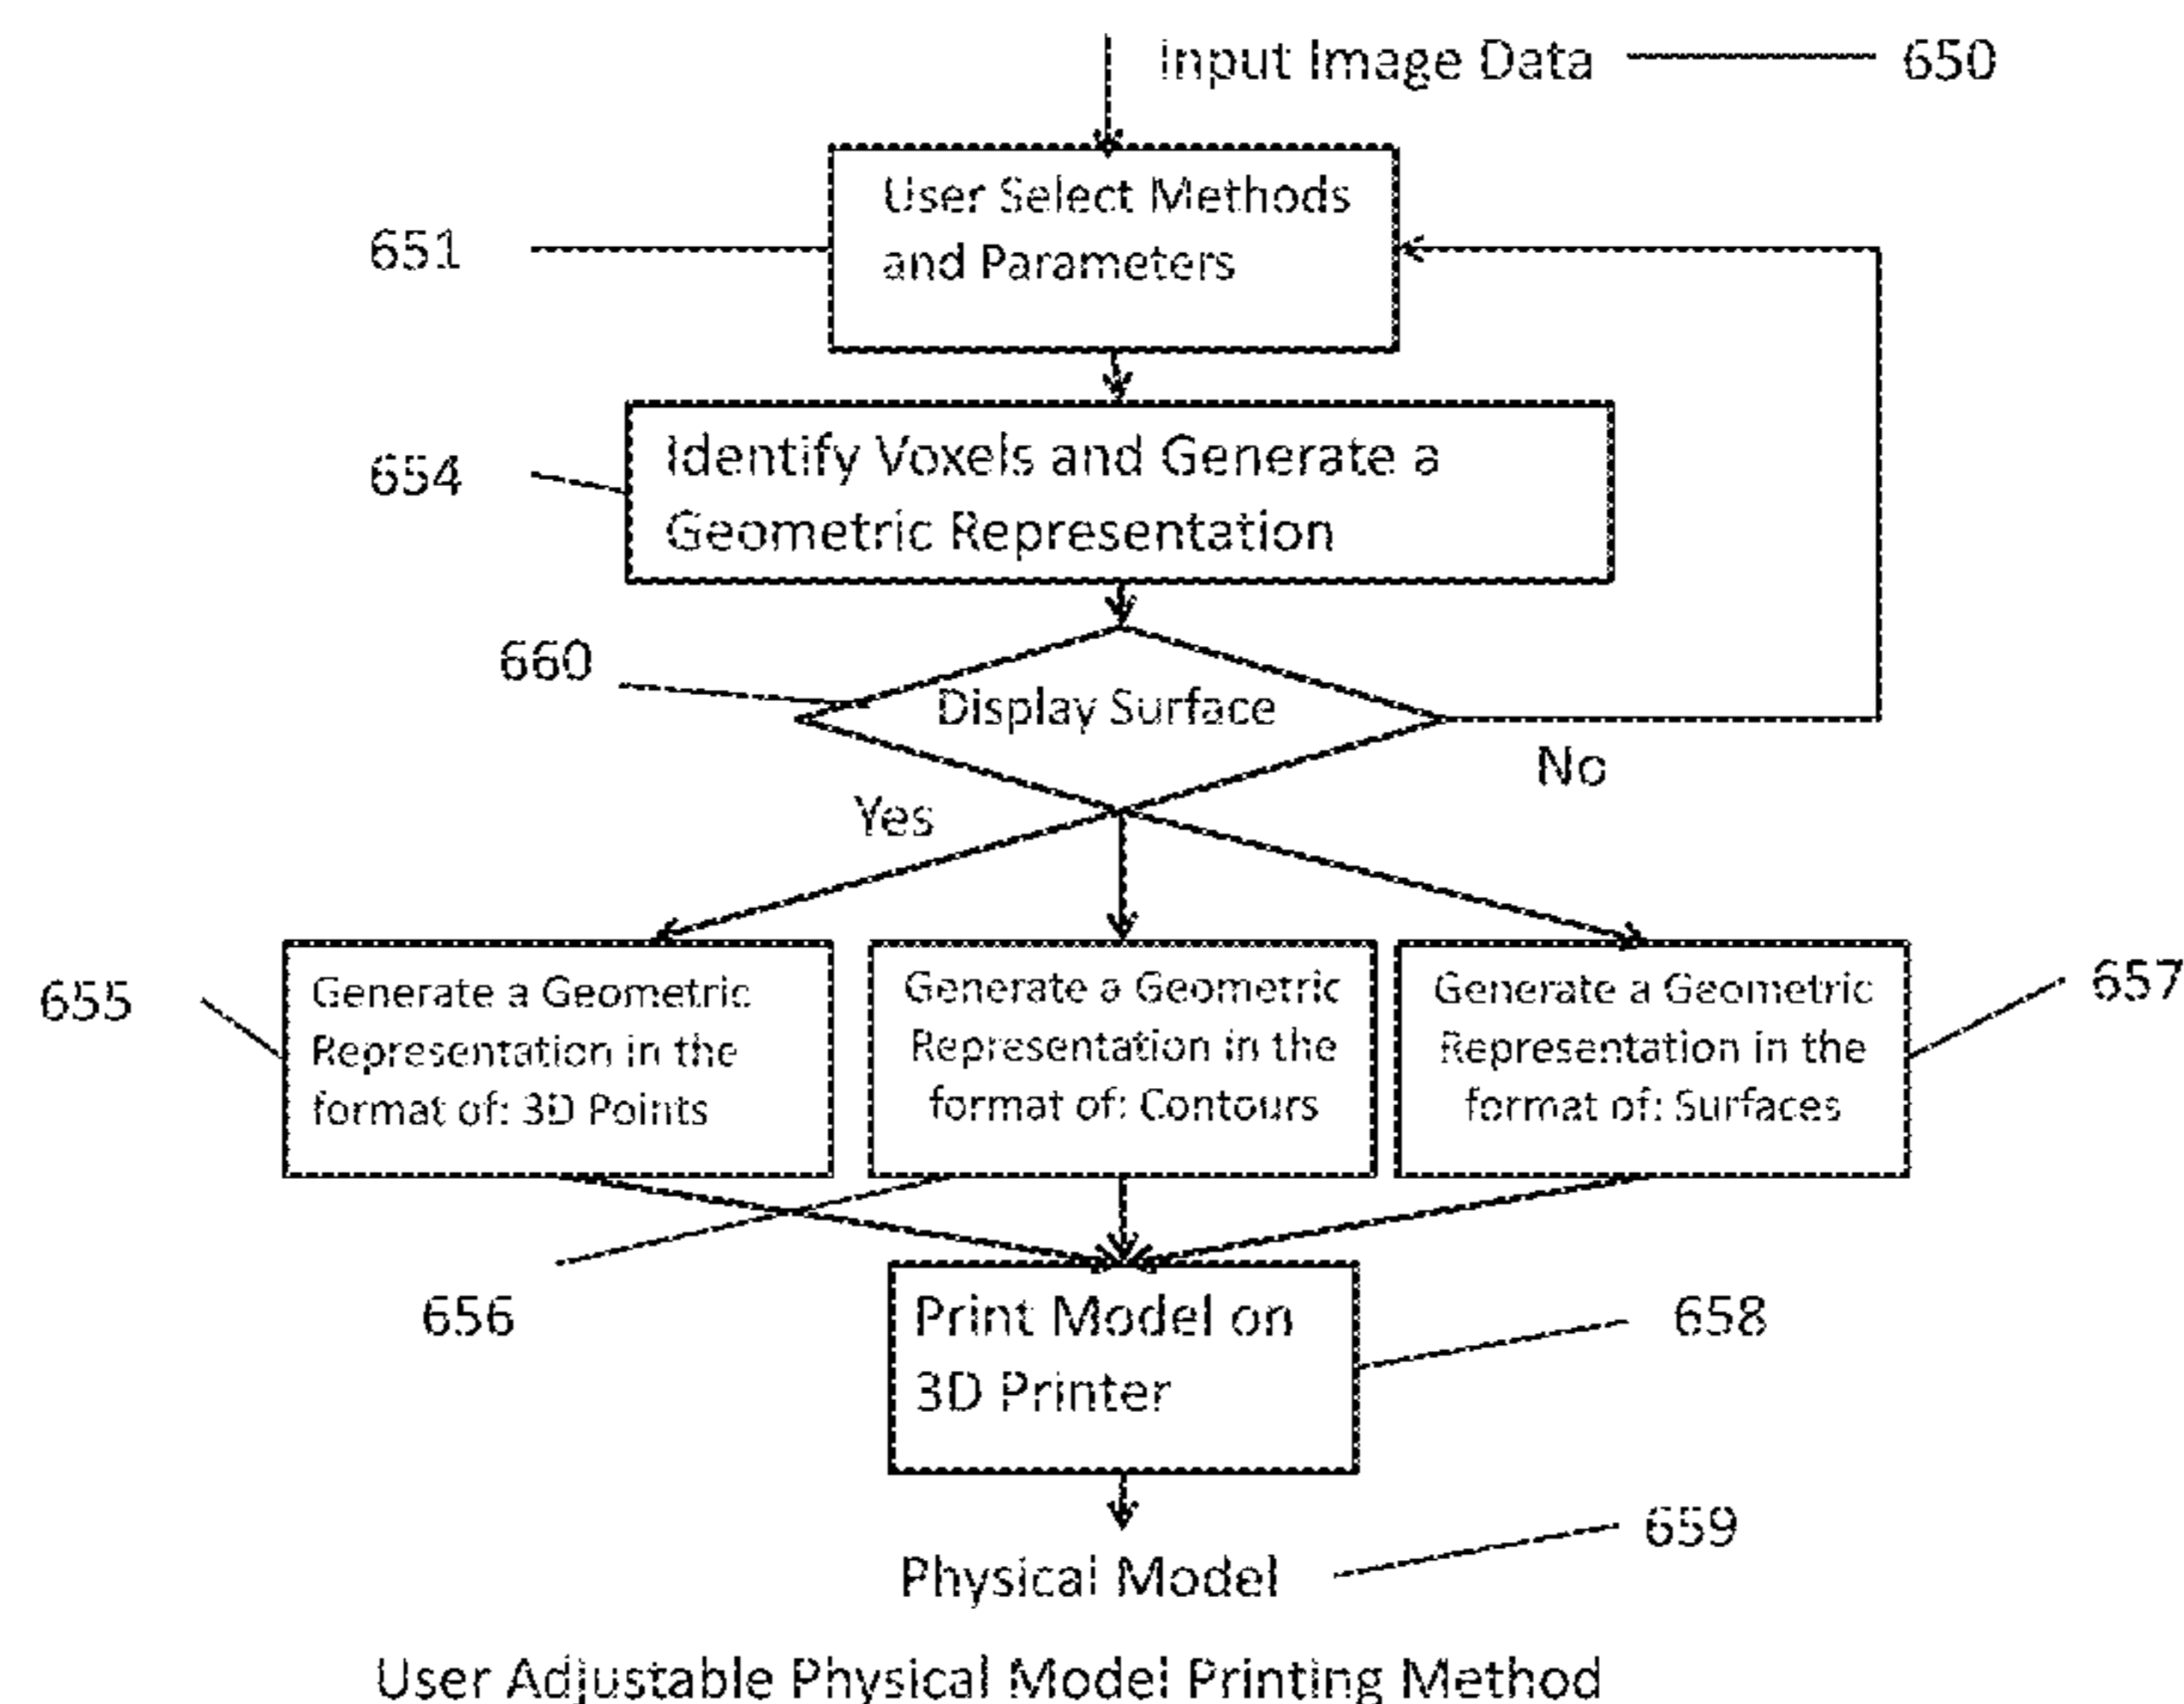 Input Image Data 650
User Select Methods
and Parameters
651
Identify Voxels and Generate a
Geometric Representation
654
660
Display Surface
No
Yes
655
Generate a Geometric
Representation in the
format of: 3D Points
Generate a Geometric
Representation in the
format of: Contours
Generate a Geometric
Representation in the
format of: Surfaces
657
656
Print Model on
3D Printer
658
659
Physical Model
User Adjustable Physical Model Printing Method